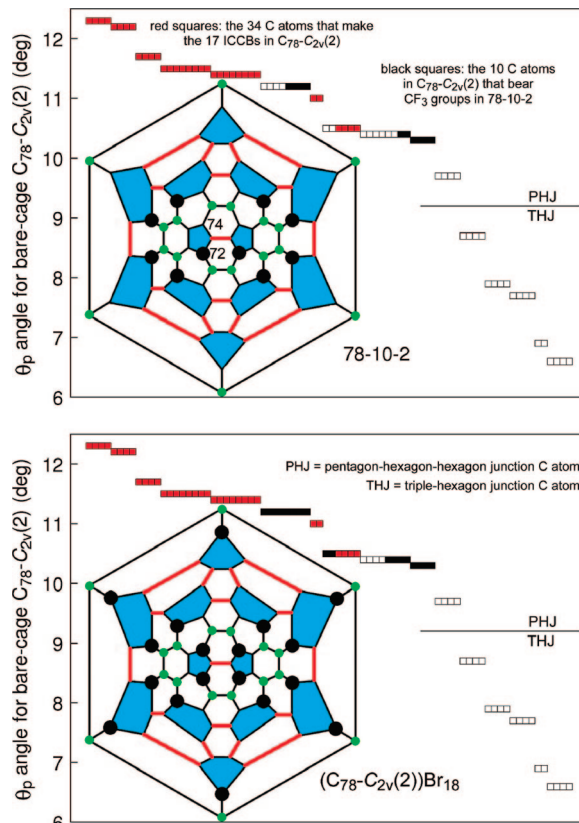 12
11
10
9
8
7
6
θp angle for bare-cage C78-C2v(2) (deg)
red squares: the 34 C atoms that make
the 17 ICCBs in C78-C2v(2)
black squares: the 10 C atoms
in C78-C2v(2) that bear
CF3 groups in 78-10-2
PHJ
THJ
74
72
78-10-2
12
11
10
9
8
7
6
θp angle for bare-cage C78-C2v(2) (deg)
PHJ = pentagon-hexagon-hexagon junction C atom
THJ = triple-hexagon junction C atom
PHJ
THJ
(C78-C2v(2))Br18